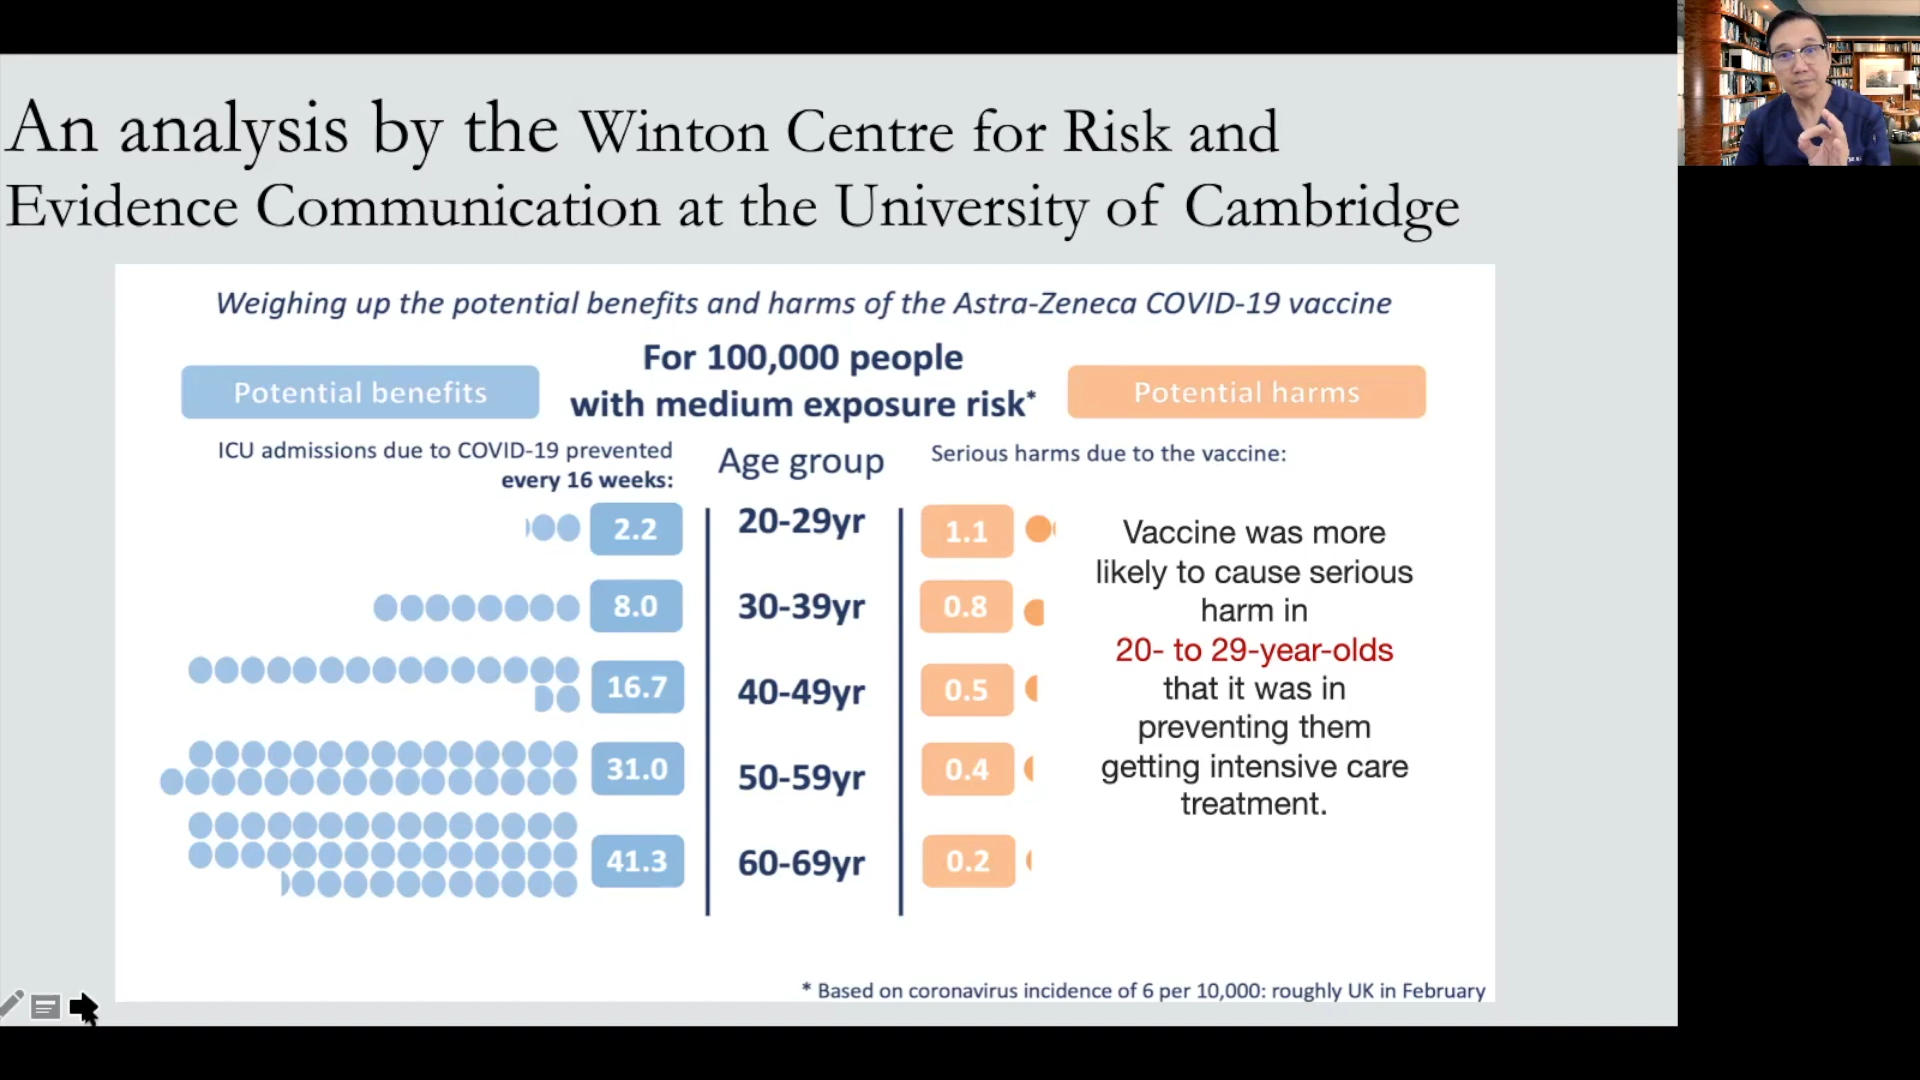 An analysis by the Winton Centre for Risk and
Evidence Communication at the University of Cambridge
Weighing up the potential benefits and harms of the Astra-Zeneca COVID-19 vaccine
For 100,000 people
with medium exposure risk*
Potential benefits
Potential harms
ICU admissions due to COVID-19 prevented
every 16 weeks:
Age group
Serious harms due to the vaccine:
2.2
20-29yr
1.1
8.0
30-39yr
0.8
16.7
40-49yr
0.5
31.0
50-59yr
0.4
41.3
60-69yr
0.2
Vaccine was more
likely to cause serious
harm in
20- to 29-year-olds
that it was in
preventing them
getting intensive care
treatment.
* Based on coronavirus incidence of 6 per 10,000: roughly UK in February